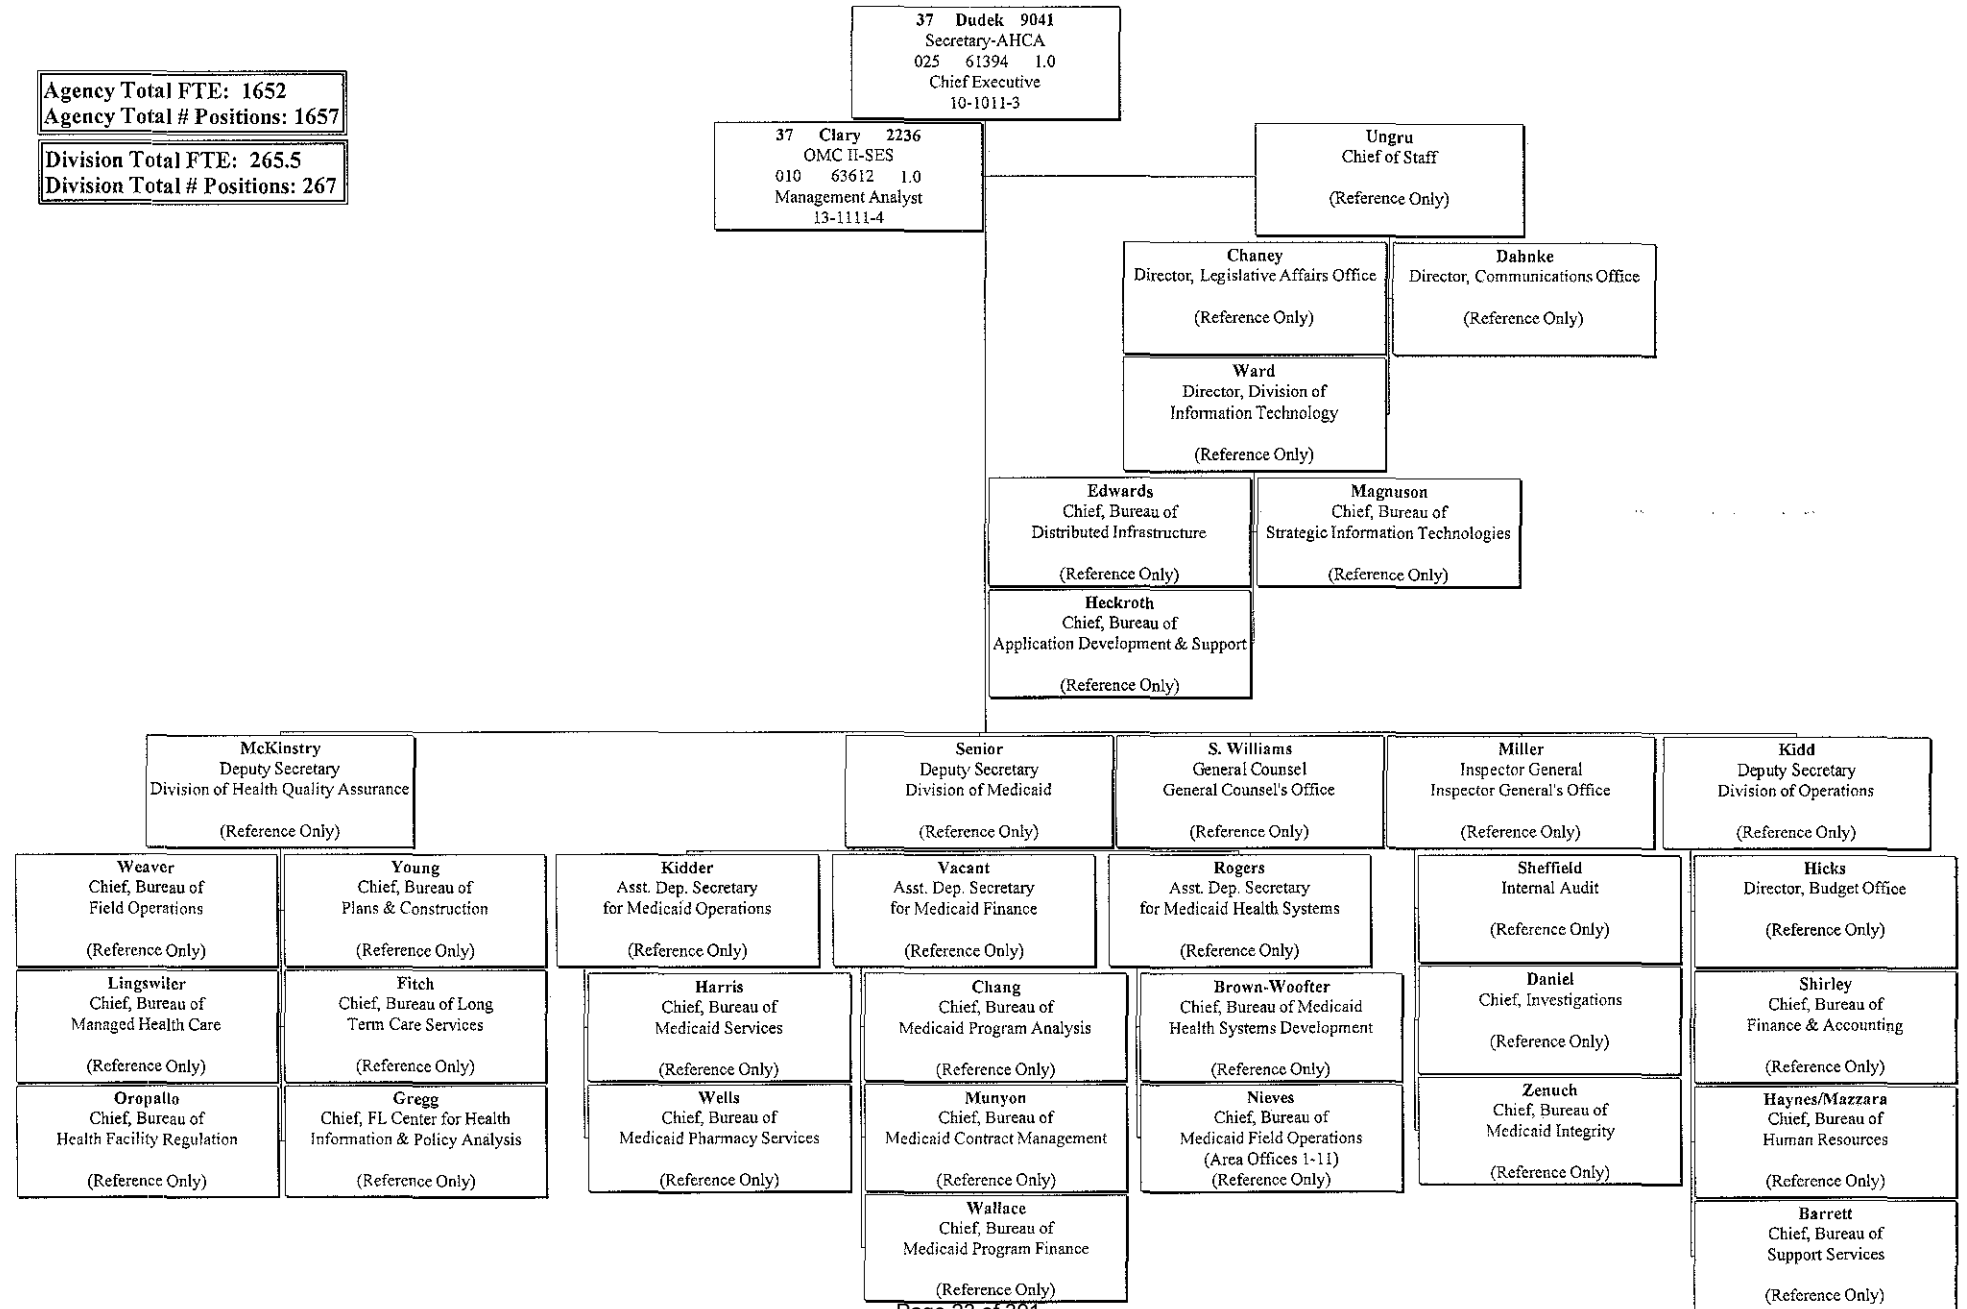 37 Dudek 9041
Secretary-AHCA
025 61394 1.0
Chief Executive
10-1011-3
Agency Total FTE: 1652
Agency Total # Positions: 1657
Division Total FTE: 265.5
Division Total # Positions: 267
37 Clary 2236
OMC II-SES
010 63612 1.0
Management Analyst
13-1111-4
Ungru
Chief of Staff
(Reference Only)
Chaney
Director, Legislative Affairs Office
(Reference Only)
Dahnke
Director, Communications Office
(Reference Only)
Ward
Director, Division of
Information Technology
(Reference Only)
Edwards
Chief, Bureau of
Distributed Infrastructure
(Reference Only)
Magnuson
Chief, Bureau of
Strategic Information Technologies
(Reference Only)
Heckroth
Chief, Bureau of
Application Development & Support
(Reference Only)
McKinstry
Deputy Secretary
Division of Health Quality Assurance
(Reference Only)
Senior
Deputy Secretary
Division of Medicaid
(Reference Only)
S. Williams
General Counsel
General Counsel's Office
(Reference Only)
Miller
Inspector General
Inspector General's Office
(Reference Only)
Kidd
Deputy Secretary
Division of Operations
(Reference Only)
Weaver
Chief, Bureau of
Field Operations
(Reference Only)
Young
Chief, Bureau of
Plans & Construction
(Reference Only)
Kidder
Asst. Dep. Secretary
for Medicaid Operations
(Reference Only)
Vacant
Asst. Dep. Secretary
for Medicaid Finance
(Reference Only)
Rogers
Asst. Dep. Secretary
for Medicaid Health Systems
(Reference Only)
Sheffield
Internal Audit
(Reference Only)
Hicks
Director, Budget Office
(Reference Only)
Lingswiler
Chief, Bureau of
Managed Health Care
(Reference Only)
Fitch
Chief, Bureau of Long
Term Care Services
(Reference Only)
Harris
Chief, Bureau of
Medicaid Services
(Reference Only)
Chang
Chief, Bureau of
Medicaid Program Analysis
(Reference Only)
Brown-Woofter
Chief, Bureau of Medicaid
Health Systems Development
(Reference Only)
Daniel
Chief, Investigations
(Reference Only)
Shirley
Chief, Bureau of
Finance & Accounting
(Reference Only)
Oropallo
Chief, Bureau of
Health Facility Regulation
(Reference Only)
Gregg
Chief, FL Center for Health
Information & Policy Analysis
(Reference Only)
Wells
Chief, Bureau of
Medicaid Pharmacy Services
(Reference Only)
Munyon
Chief, Bureau of
Medicaid Contract Management
(Reference Only)
Nieves
Chief, Bureau of
Medicaid Field Operations
(Area Offices 1-11)
(Reference Only)
Zenuch
Chief, Bureau of
Medicaid Integrity
(Reference Only)
Haynes/Mazzara
Chief, Bureau of
Human Resources
(Reference Only)
Wallace
Chief, Bureau of
Medicaid Program Finance
(Reference Only)
Barrett
Chief, Bureau of
Support Services
(Reference Only)